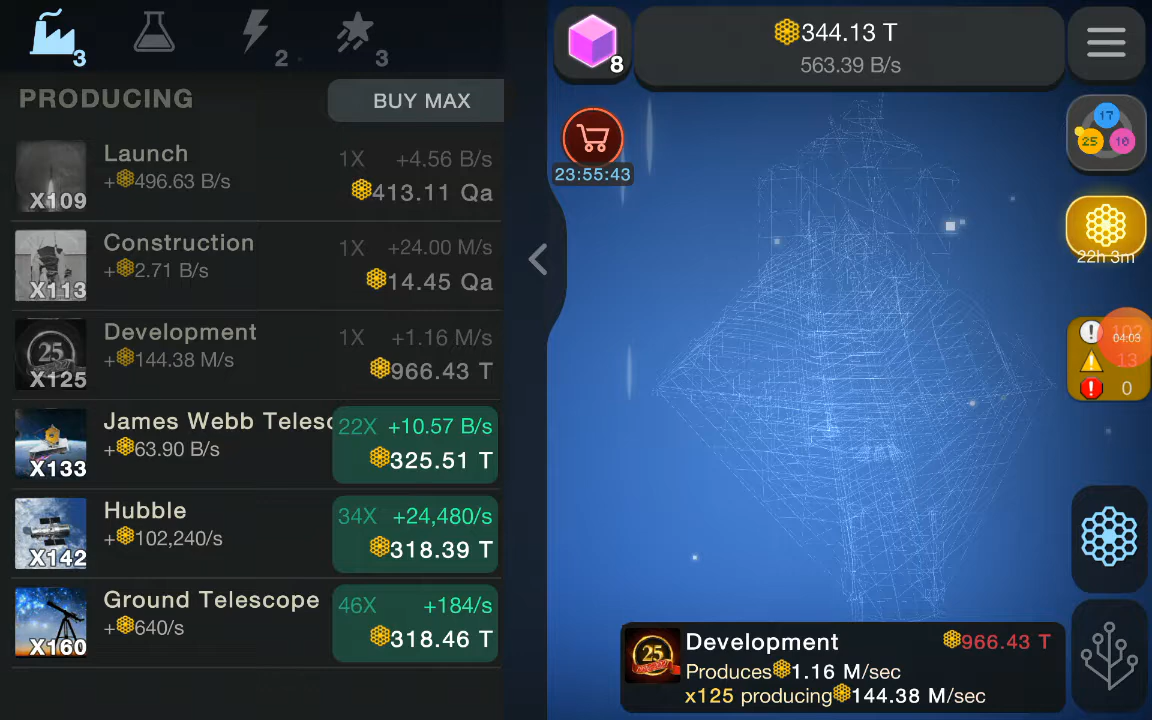 3
2
3
PRODUCING
BUY MAX
Launch
+496.63 B/s
X109
1X +4.56 B/s
413.11 Qa
Construction
+2.71 B/s
X113
1X +24.00 M/s
14.45 Qa
Development
+144.38 M/s
25
X125
1X +1.16 M/s
966.43 T
James Webb Telesc
+63.90 B/s
X133
22X +10.57 B/s
325.51 T
Hubble
+102,240/s
X142
34X +24,480/s
318.39 T
Ground Telescope
+640/s
X160
46X +184/s
318.46 T
8
344.13 T
563.39 B/s
23:55:43
17
25
10
22h 3m
102
04:03
13
0
25
Development
966.43 T
Produces 1.16 M/sec
x125 producing 144.38 M/sec